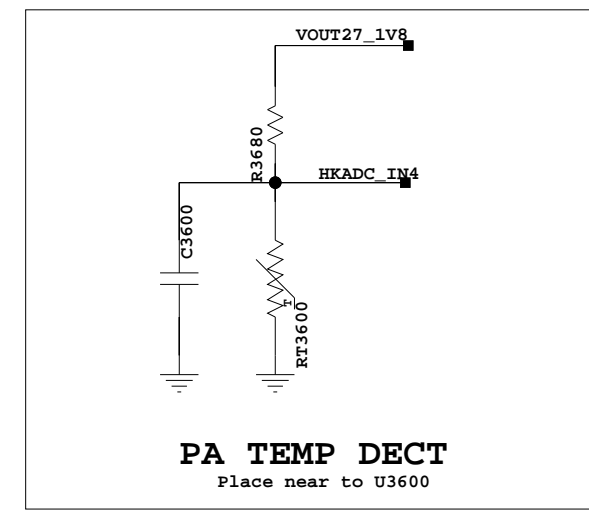 VOUT27_1V8
R3680
HKADC_IN4
C3600
T
RT3600
PA TEMP DECT
Place near to U3600